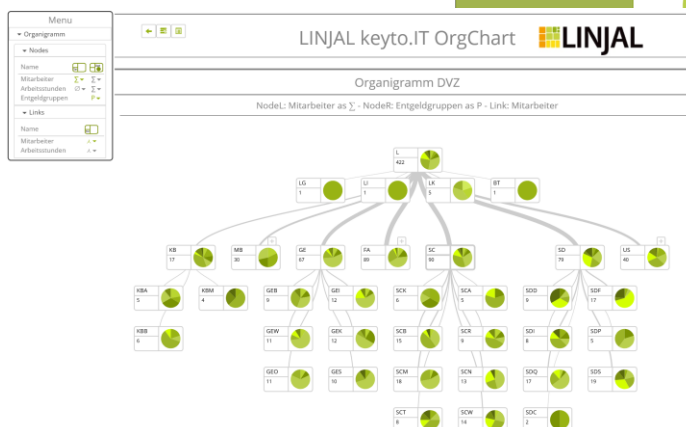 Menu
Organigramm
Nodes
Name
Mitarbeiter Σ Σ
Arbeitsstunden ∅ Σ
Entgeldgruppen P
Links
Name
Mitarbeiter
Arbeitsstunden
LINJAL keyto.IT OrgChart LINJAL
Organigramm DVZ
NodeL: Mitarbeiter as Σ - NodeR: Entgeldgruppen as P - Link: Mitarbeiter
L
422
LG LI LK BT
1 1 5 1
KB MB GE FA SC SD US
17 30 67 89 90 79 40
KBA KBM GEB GEI SCK SCA SDD SDF
5 4 9 12 6 5 9 17
KBB GEW GEK SCB SCR SDI SDP
6 11 12 15 9 8 5
GEO GES SCM SCN SDQ SDS
11 10 18 13 17 19
SCT SCW SDC
8 14 2